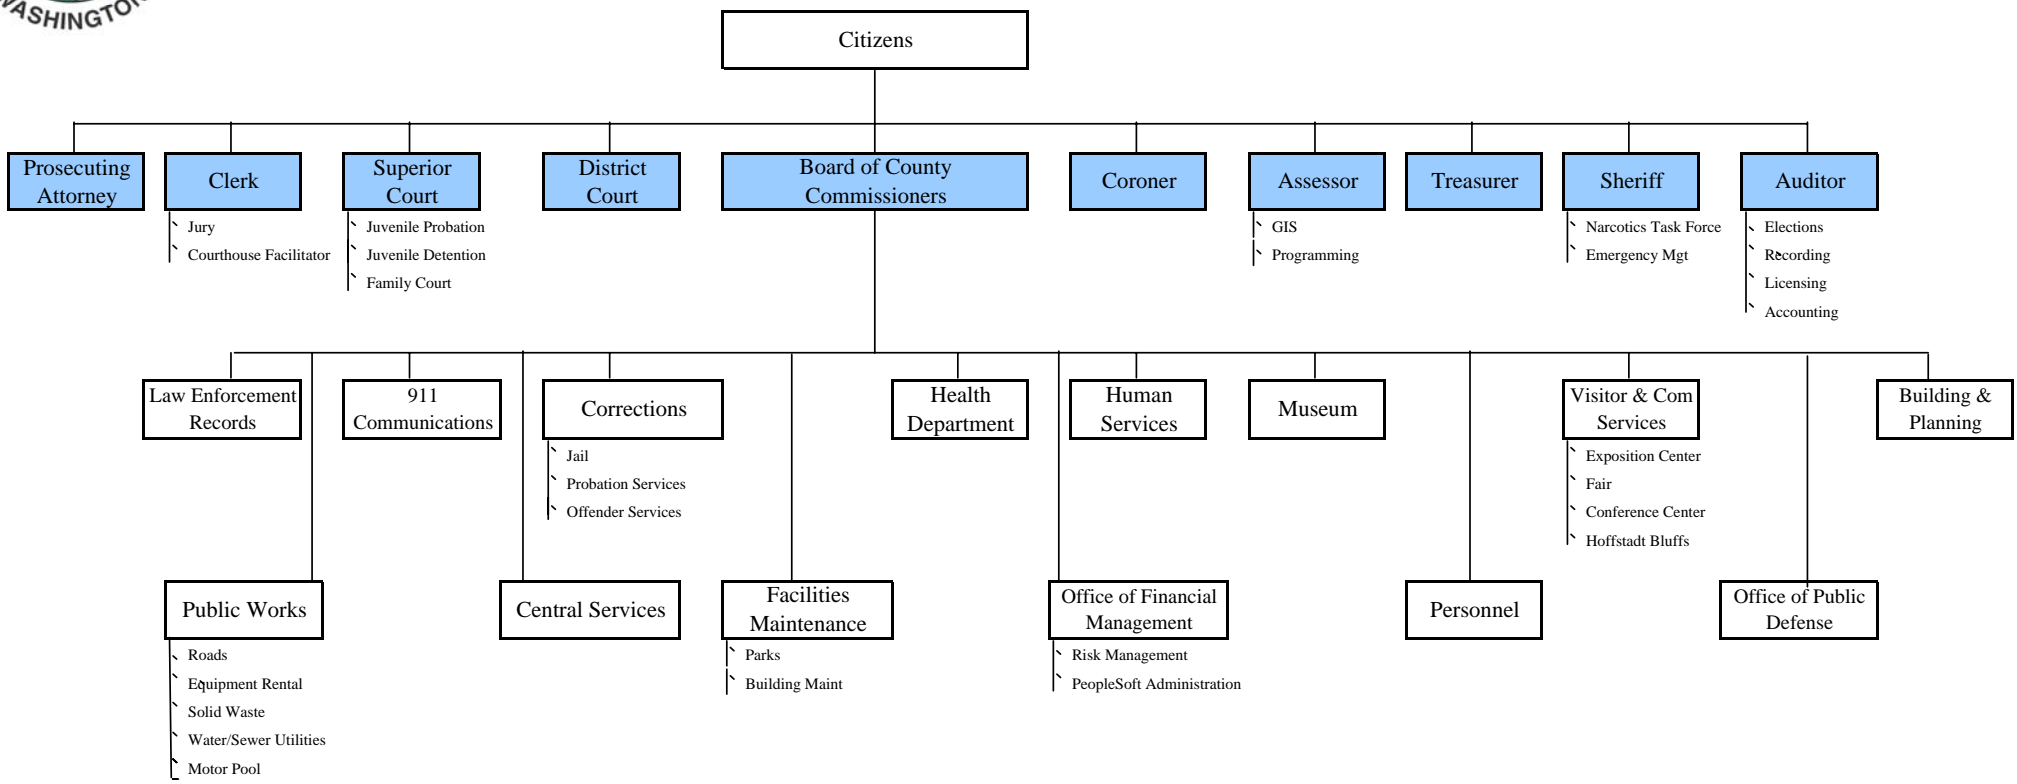 WASHINGTON
Citizens
Prosecuting
Attorney
Clerk
Superior
Court
District
Court
Board of County
Commissioners
Coroner
Assessor
Treasurer
Sheriff
Auditor
Jury
Courthouse Facilitator
Juvenile Probation
Juvenile Detention
Family Court
GIS
Programming
Narcotics Task Force
Emergency Mgt
Elections
Recording
Licensing
Accounting
Law Enforcement
Records
911
Communications
Corrections
Health
Department
Human
Services
Museum
Visitor & Com
Services
Building &
Planning
Jail
Probation Services
Offender Services
Exposition Center
Fair
Conference Center
Hoffstadt Bluffs
Public Works
Central Services
Facilities
Maintenance
Office of Financial
Management
Personnel
Office of Public
Defense
Roads
Equipment Rental
Solid Waste
Water/Sewer Utilities
Motor Pool
Parks
Building Maint
Risk Management
PeopleSoft Administration